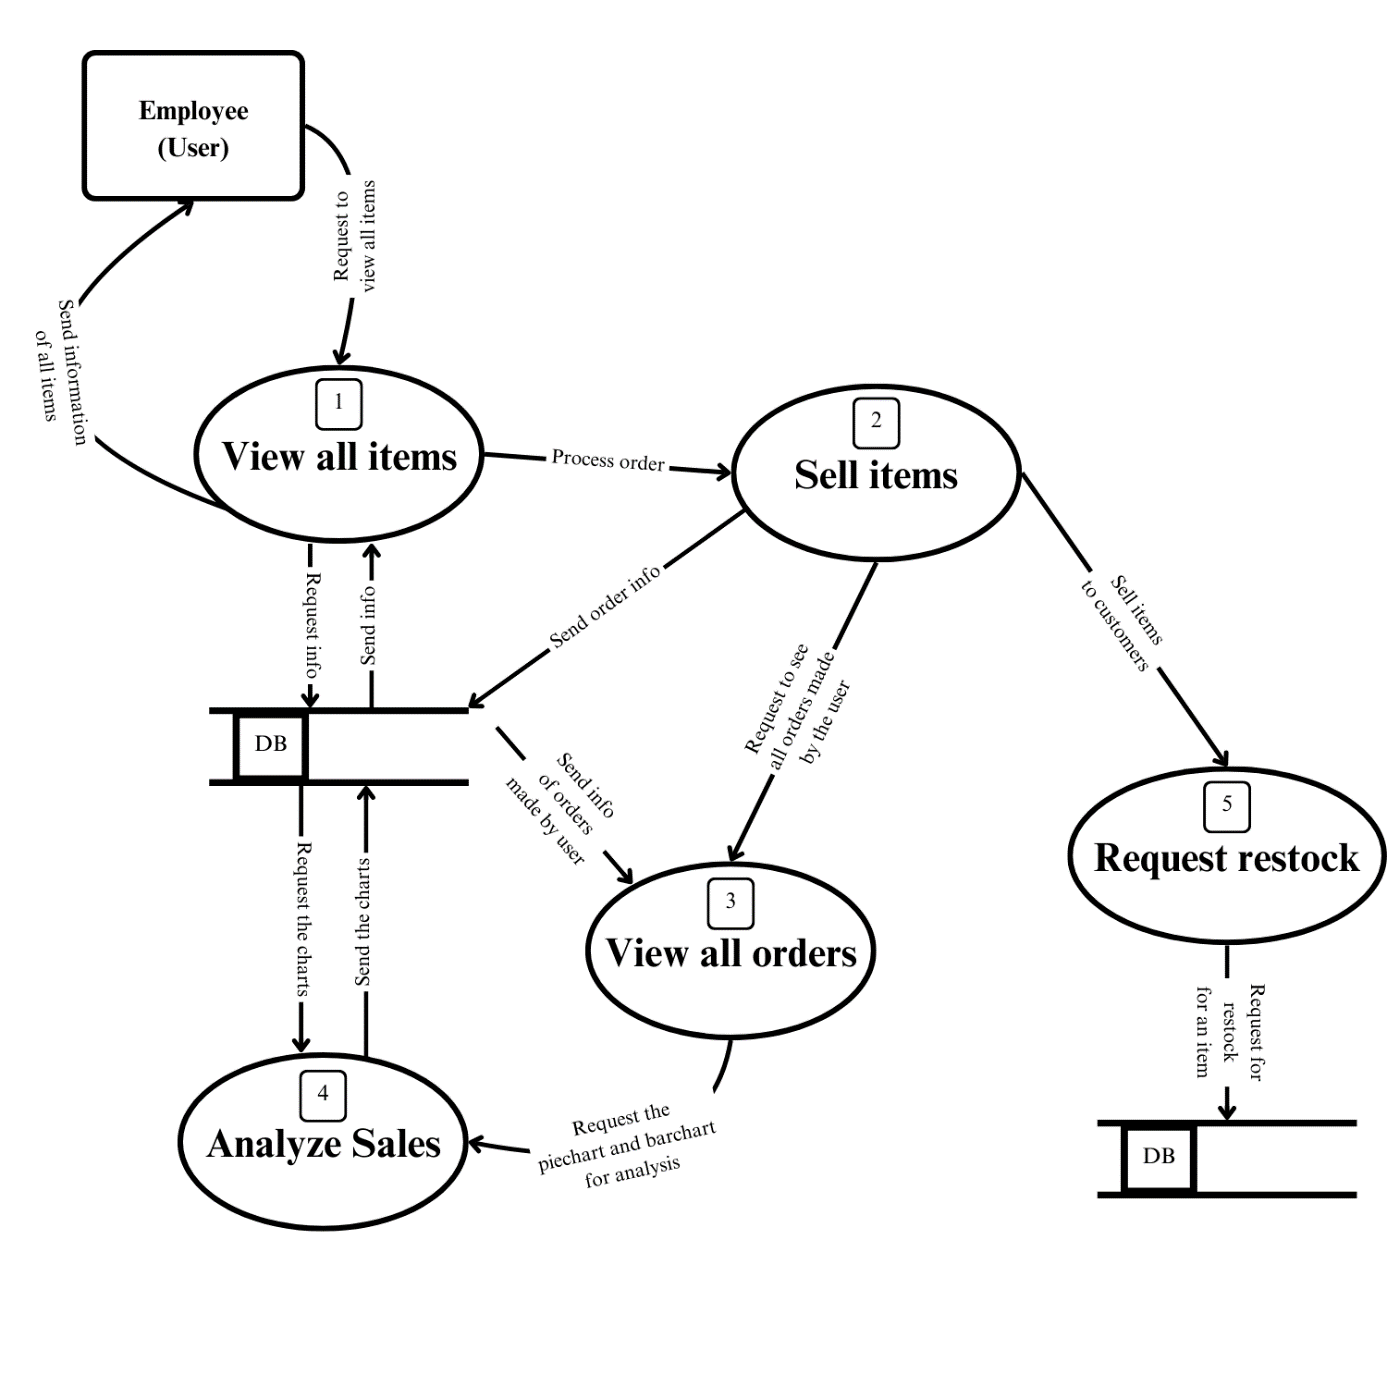 Employee
(User)
Request to
view all items
Send information
of all items
1
View all items
Process order
2
Sell items
Request info
Send info
Send order info
Sell items
to customers
Request to see
all orders made
by the user
DB
Send info
of orders
made by user
5
Request restock
Request the charts
Send the charts
3
View all orders
Request for
restock
for an item
4
Analyze Sales
Request the
piechart and barchart
for analysis
DB